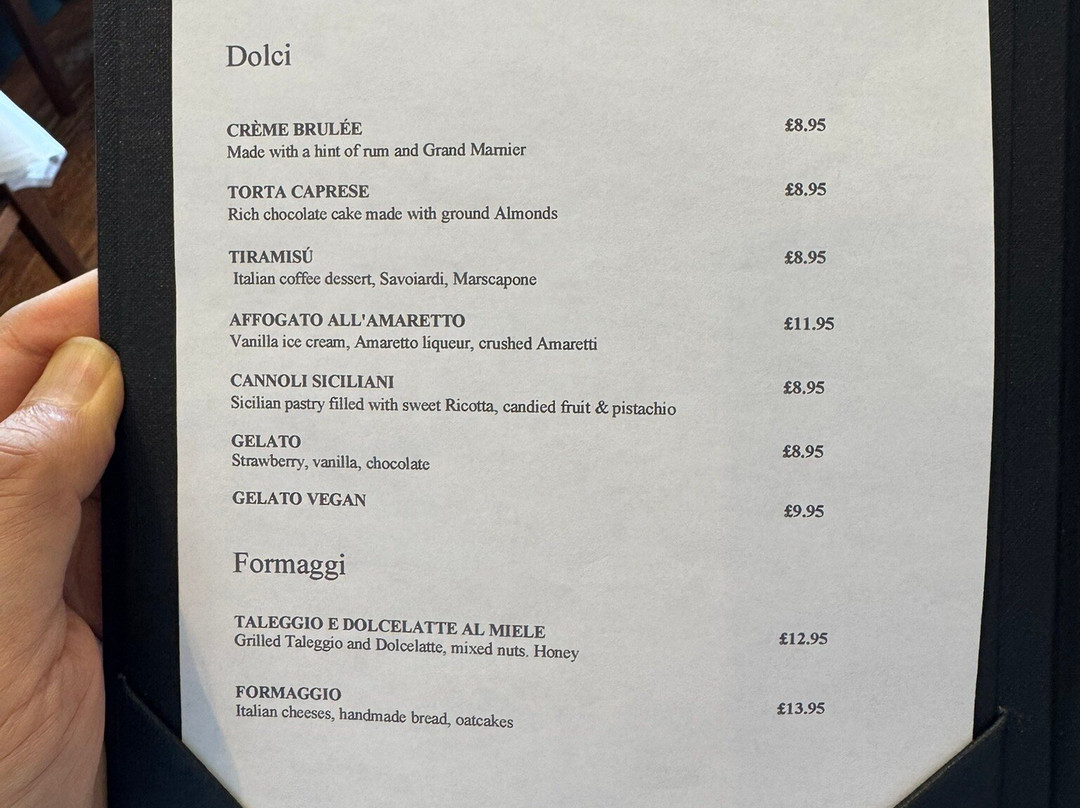 Dolci
CRÈME BRULÉE £8.95
Made with a hint of rum and Grand Marnier
TORTA CAPRESE £8.95
Rich chocolate cake made with ground Almonds
TIRAMISÚ £8.95
Italian coffee dessert, Savoiardi, Marscapone
AFFOGATO ALL'AMARETTO £11.95
Vanilla ice cream, Amaretto liqueur, crushed Amaretti
CANNOLI SICILIANI £8.95
Sicilian pastry filled with sweet Ricotta, candied fruit & pistachio
GELATO £8.95
Strawberry, vanilla, chocolate
GELATO VEGAN £9.95
Formaggi
TALEGGIO E DOLCELATTE AL MIELE £12.95
Grilled Taleggio and Dolcelatte, mixed nuts. Honey
FORMAGGIO £13.95
Italian cheeses, handmade bread, oatcakes